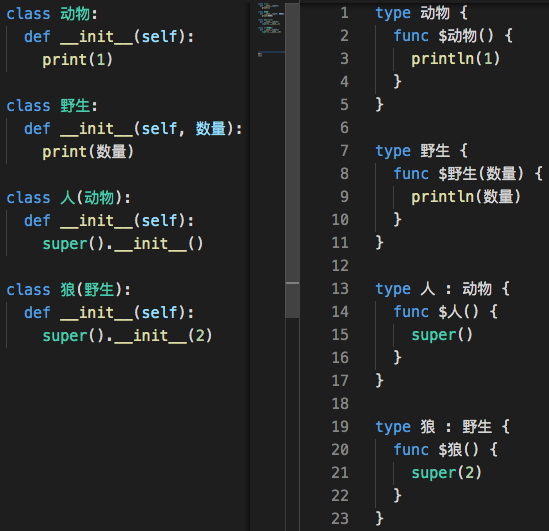 class 动物:
  def __init__(self):
    print(1)
class 野生:
  def __init__(self, 数量):
    print(数量)
class 人(动物):
  def __init__(self):
    super().__init__()
class 狼(野生):
  def __init__(self):
    super().__init__(2)
1 type 动物 {
2   func $动物() {
3     println(1)
4   }
5 }
6
7 type 野生 {
8   func $野生(数量) {
9     println(数量)
10   }
11 }
12
13 type 人 : 动物 {
14   func $人() {
15     super()
16   }
17 }
18
19 type 狼 : 野生 {
20   func $狼() {
21     super(2)
22   }
23 }